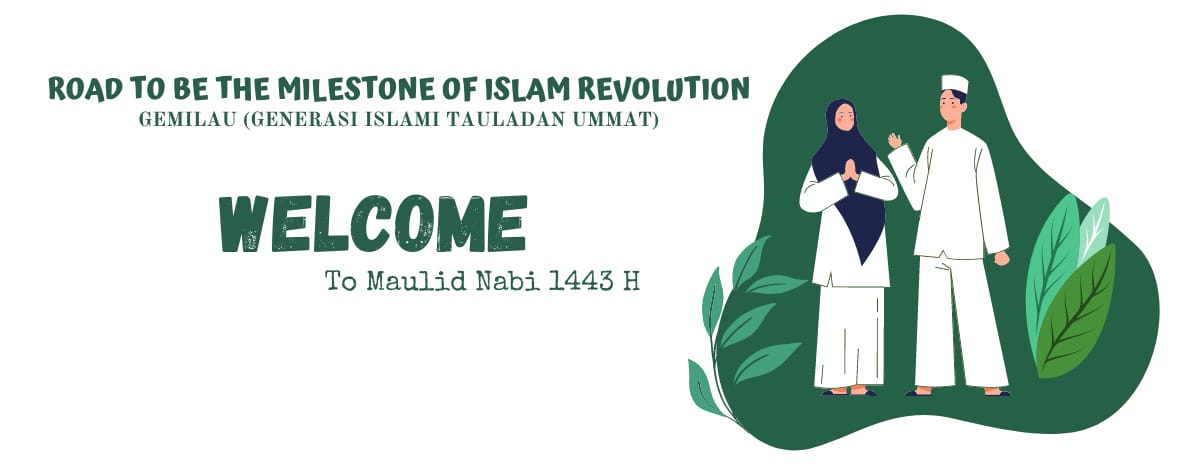 ROAD TO BE THE MILESTONE OF ISLAM REVOLUTION
GEMILAU (GENERASI ISLAMI TAULADAN UMMAT)
WELCOME
To Maulid Nabi 1443 H